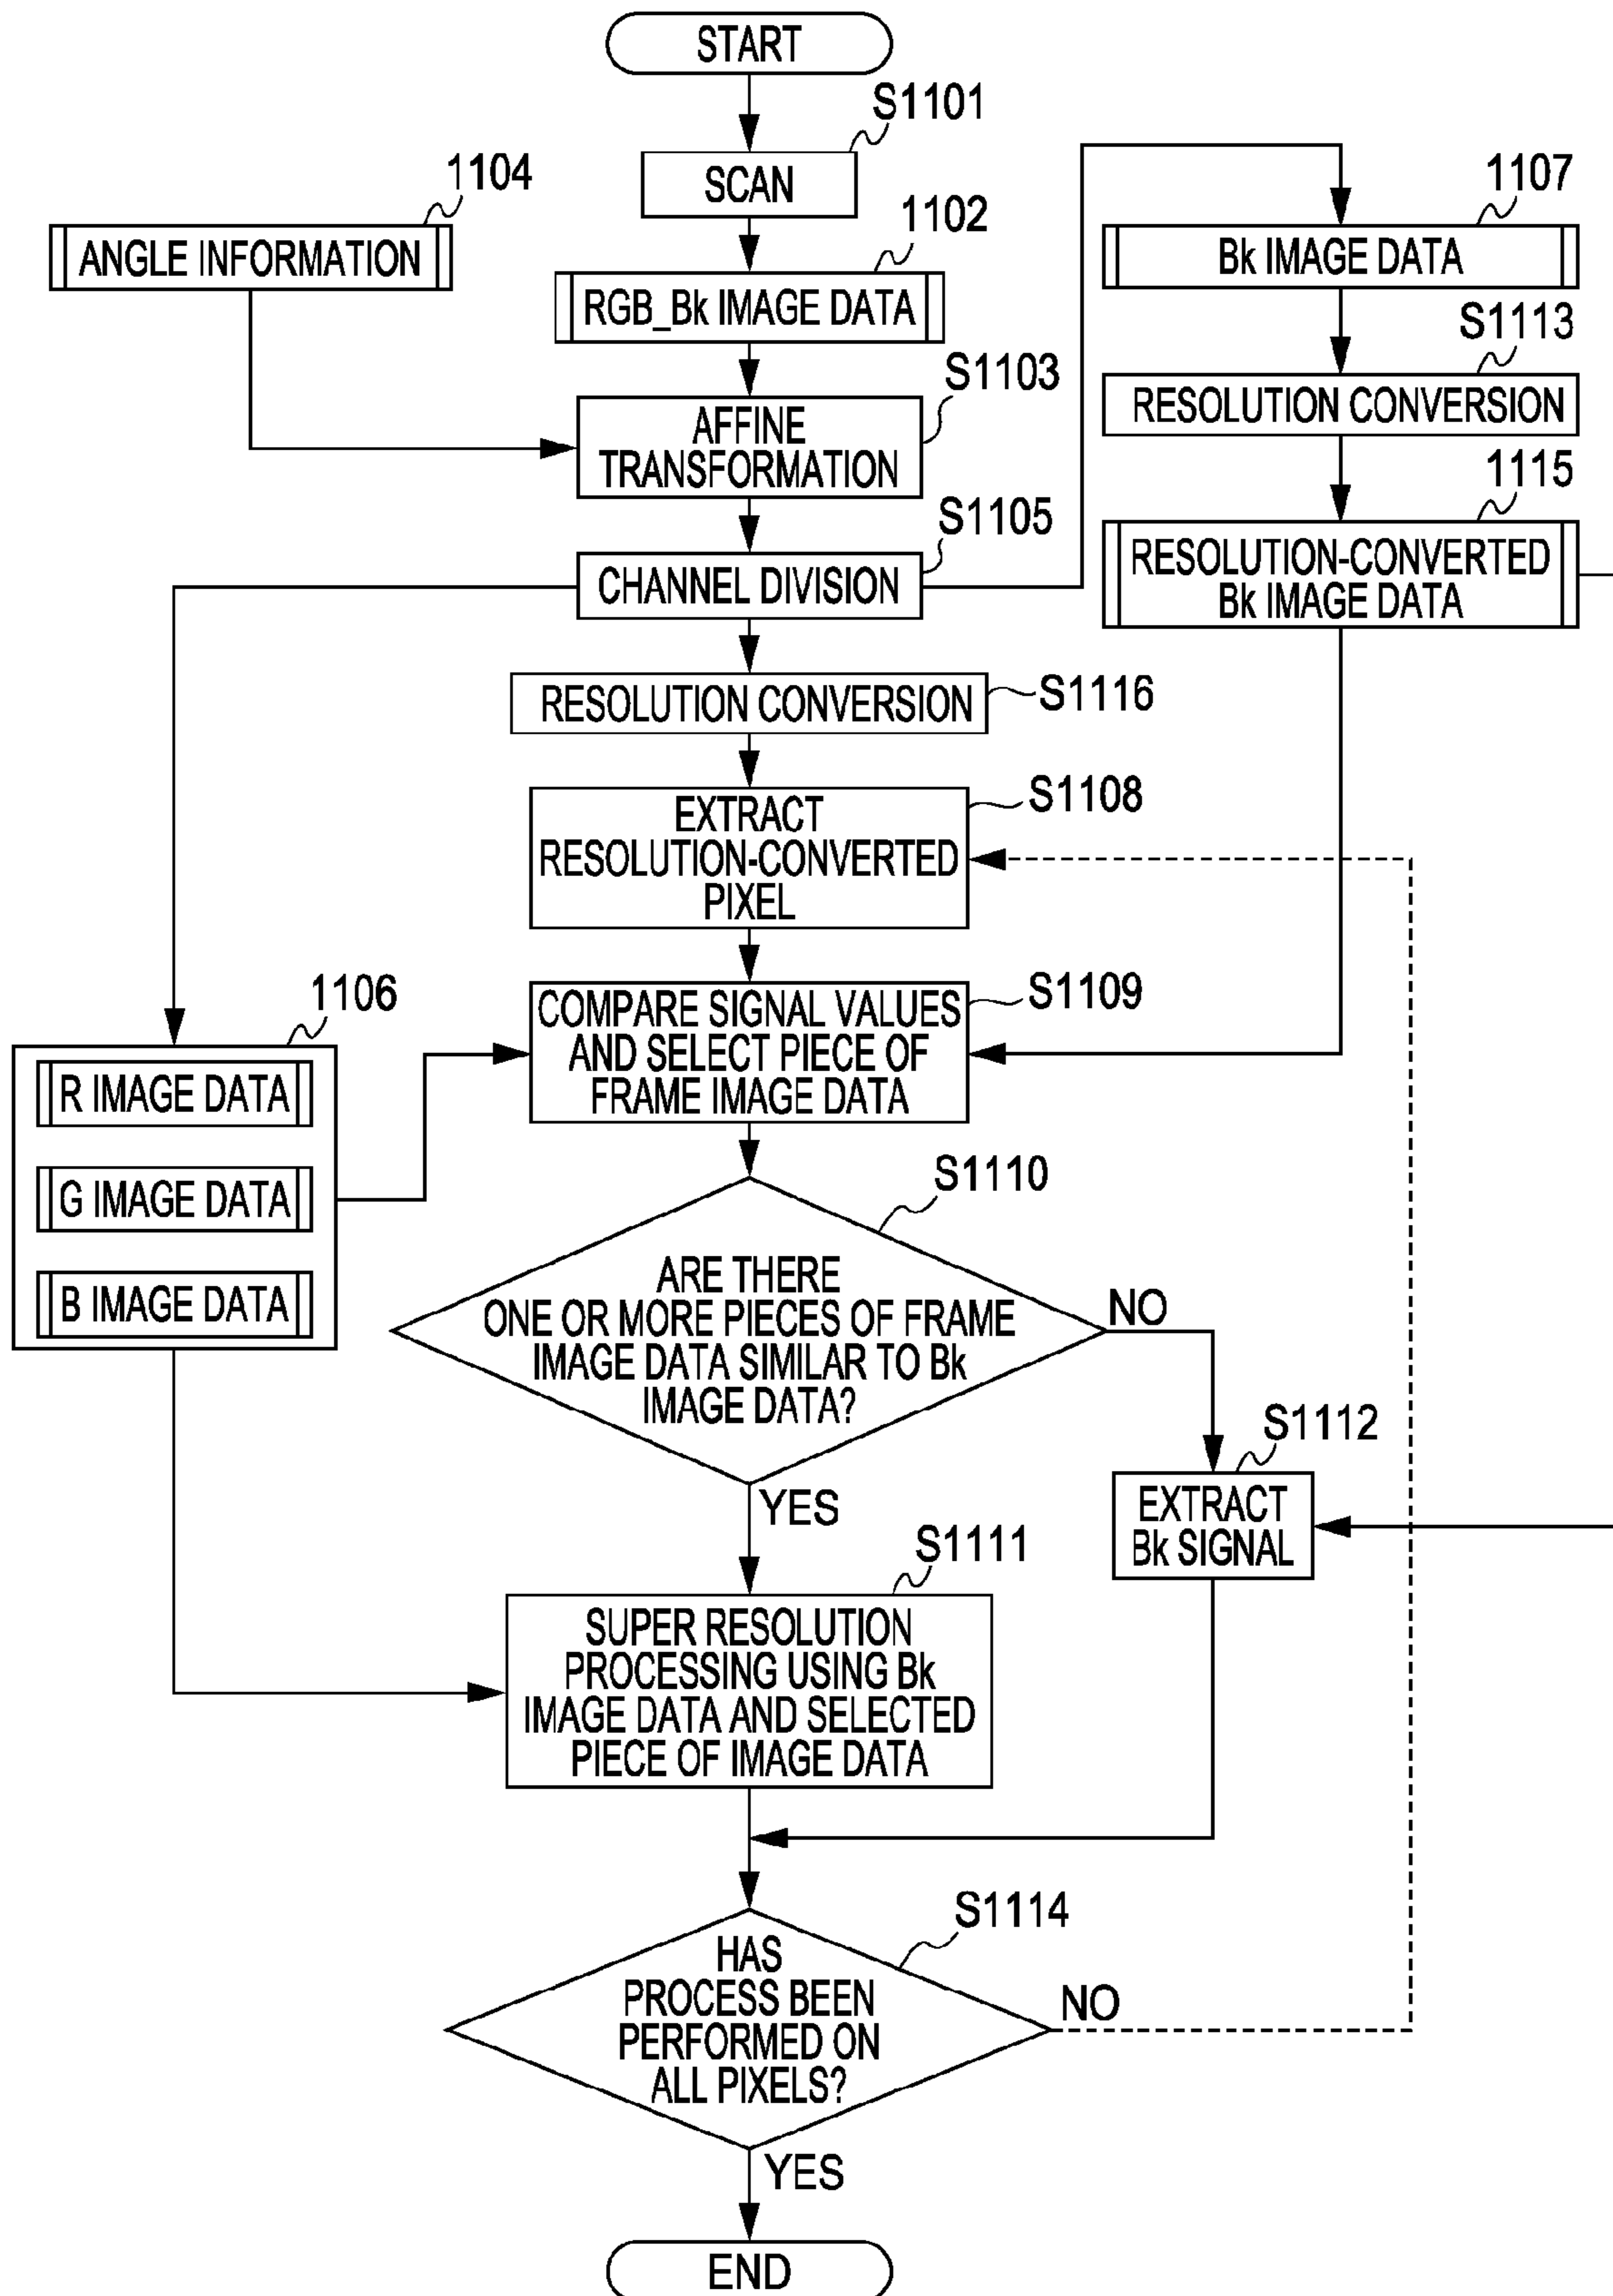 START
S1101
SCAN
1104
ANGLE INFORMATION
1102
RGB_Bk IMAGE DATA
1107
Bk IMAGE DATA
S1103
AFFINE
TRANSFORMATION
S1113
RESOLUTION CONVERSION
S1105
CHANNEL DIVISION
1115
RESOLUTION-CONVERTED
Bk IMAGE DATA
RESOLUTION CONVERSION
S1116
S1108
EXTRACT
RESOLUTION-CONVERTED
PIXEL
1106
R IMAGE DATA
G IMAGE DATA
B IMAGE DATA
S1109
COMPARE SIGNAL VALUES
AND SELECT PIECE OF
FRAME IMAGE DATA
S1110
ARE THERE
ONE OR MORE PIECES OF FRAME
IMAGE DATA SIMILAR TO Bk
IMAGE DATA?
NO
YES
S1112
EXTRACT
Bk SIGNAL
S1111
SUPER RESOLUTION
PROCESSING USING Bk
IMAGE DATA AND SELECTED
PIECE OF IMAGE DATA
S1114
HAS
PROCESS BEEN
PERFORMED ON
ALL PIXELS?
NO
YES
END